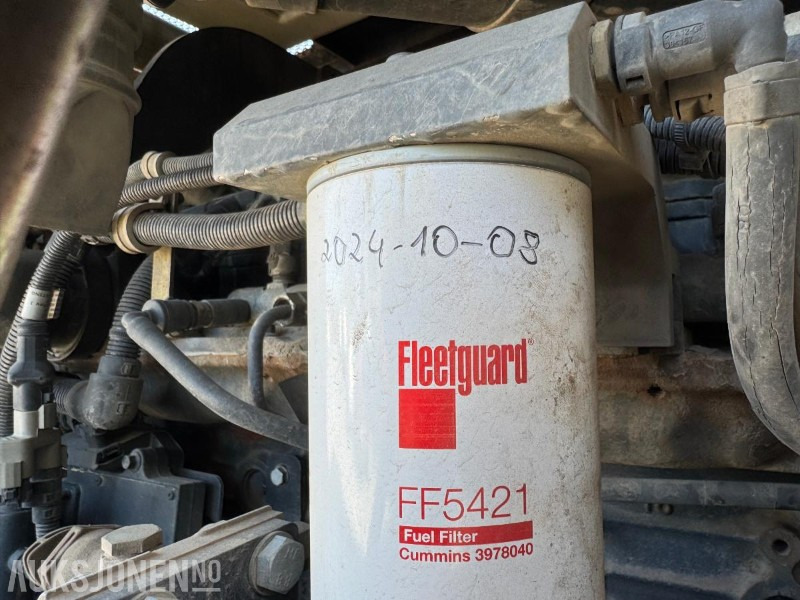 2024-10-08
Fleetguard®
FF5421
Fuel Filter
Cummins 3978040
AUKSJONEN.NO